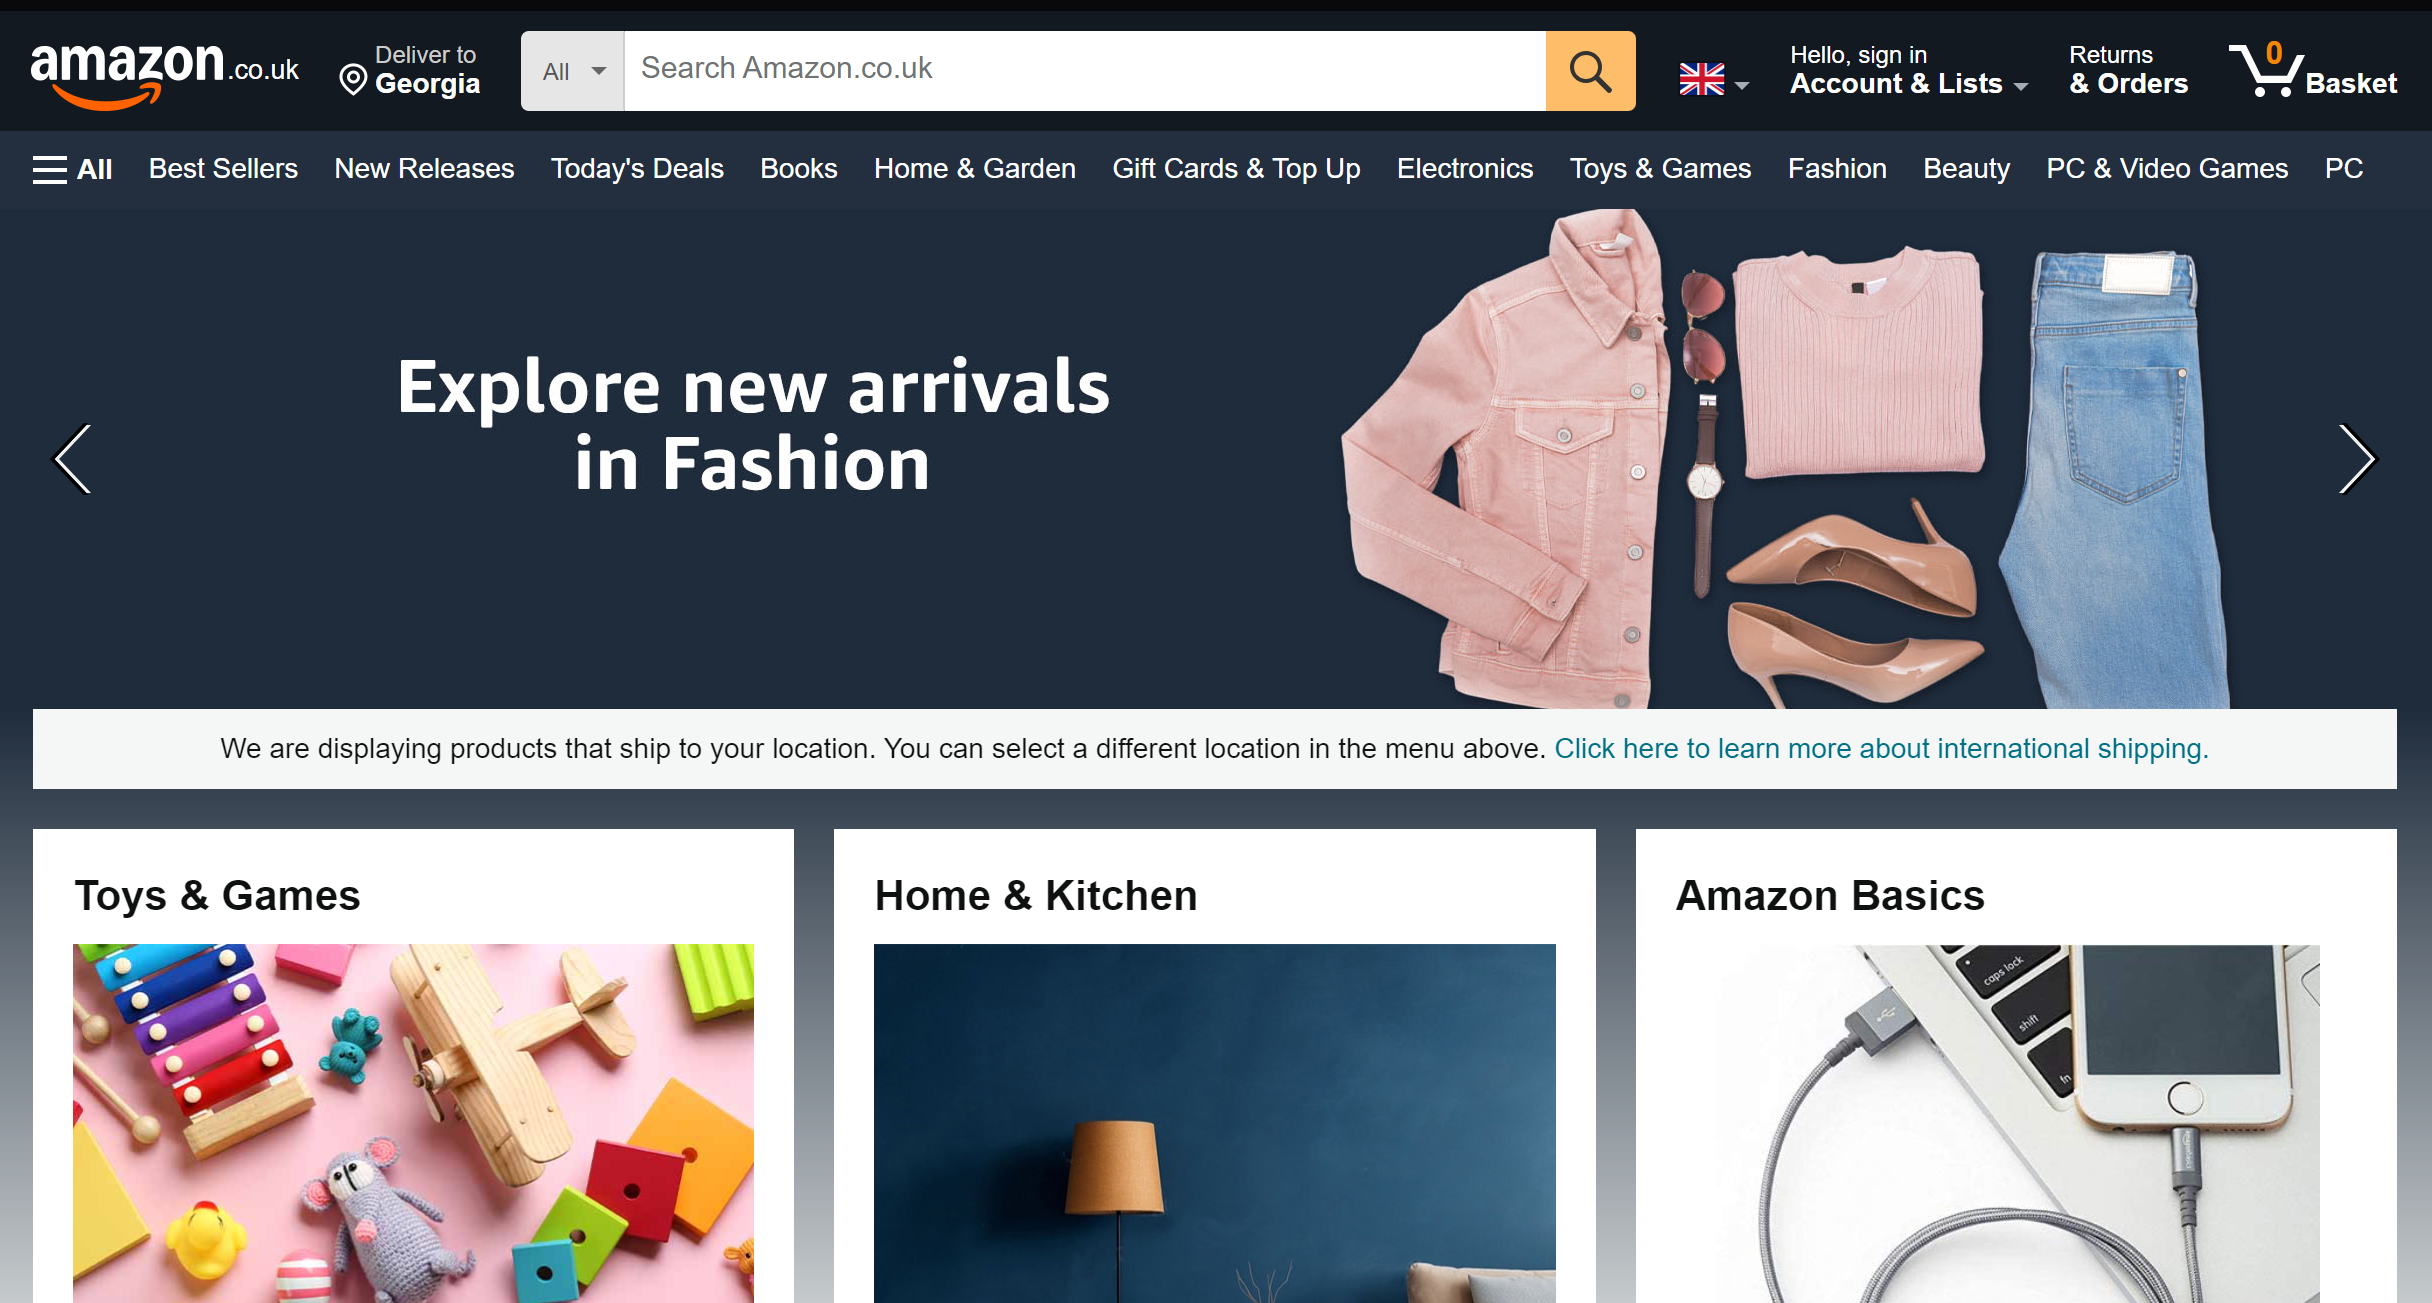 amazon.co.uk
Deliver to
Georgia
All
Search Amazon.co.uk
Hello, sign in
Account & Lists
Returns
& Orders
0
Basket
All
Best Sellers
New Releases
Today's Deals
Books
Home & Garden
Gift Cards & Top Up
Electronics
Toys & Games
Fashion
Beauty
PC & Video Games
PC
Explore new arrivals
in Fashion
We are displaying products that ship to your location. You can select a different location in the menu above. Click here to learn more about international shipping.
Toys & Games
Home & Kitchen
Amazon Basics
caps lock
shift
fn